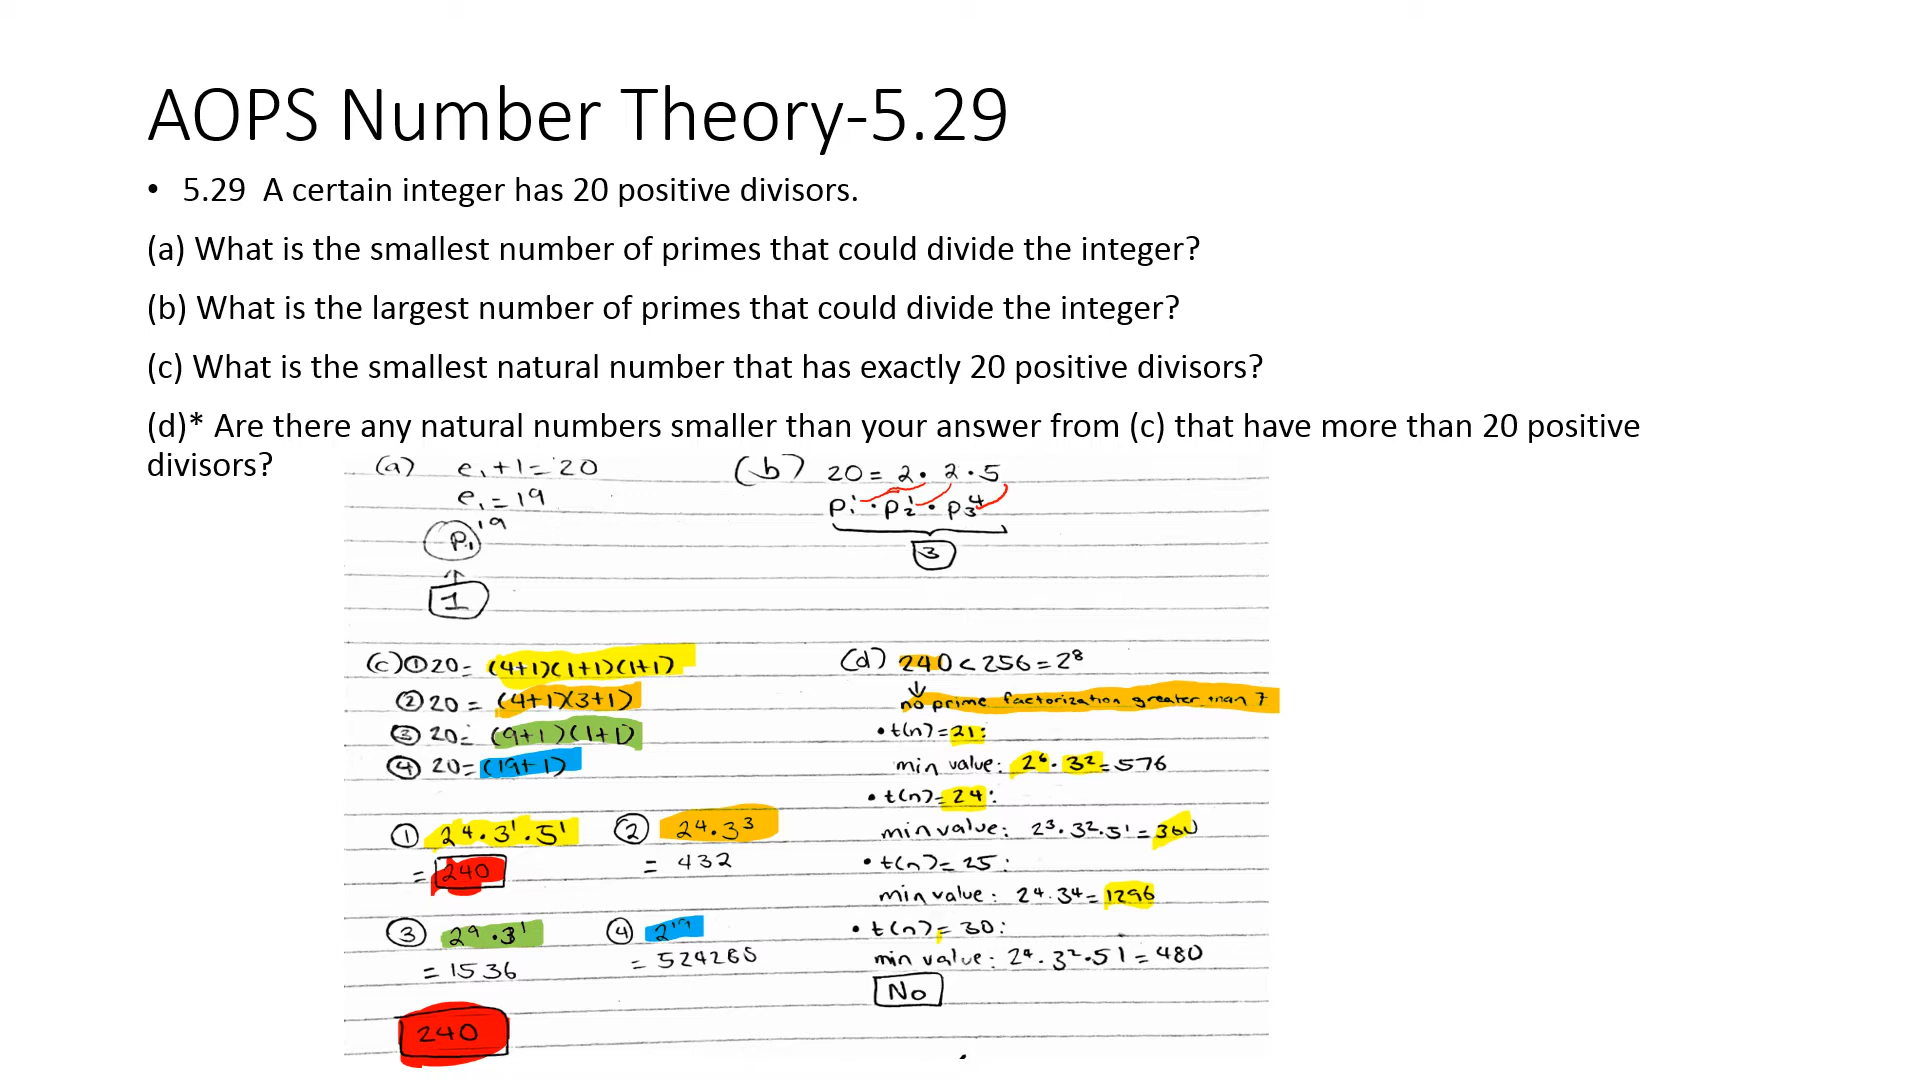 AOPS Number Theory-5.29
• 5.29 A certain integer has 20 positive divisors.
(a) What is the smallest number of primes that could divide the integer?
(b) What is the largest number of primes that could divide the integer?
(c) What is the smallest natural number that has exactly 20 positive divisors?
(d)* Are there any natural numbers smaller than your answer from (c) that have more than 20 positive
divisors?
(a) e₁+1=20
e₁=19
p₁¹⁹
↑
1
(b) 20=2·2·5
p₁¹·p₂¹·p₃⁴
3
(c) ① 20=(4+1)(1+1)(1+1)
② 20=(4+1)(3+1)
③ 20=(9+1)(1+1)
④ 20=(19+1)
① 2⁴·3¹·5¹
=240
② 2⁴·3³
=432
③ 2⁹·3¹
=1536
④ 2¹⁹
=524288
240
(d) 240<256=2⁸
↓
no prime factorization greater than 7
•t(n)=21:
min value: 2⁶·3²=576
•t(n)=24:
min value: 2³·3²·5¹=360
•t(n)=25:
min value: 2⁴·3⁴=1296
•t(n)=30:
min value: 2⁴·3²·51=480
No